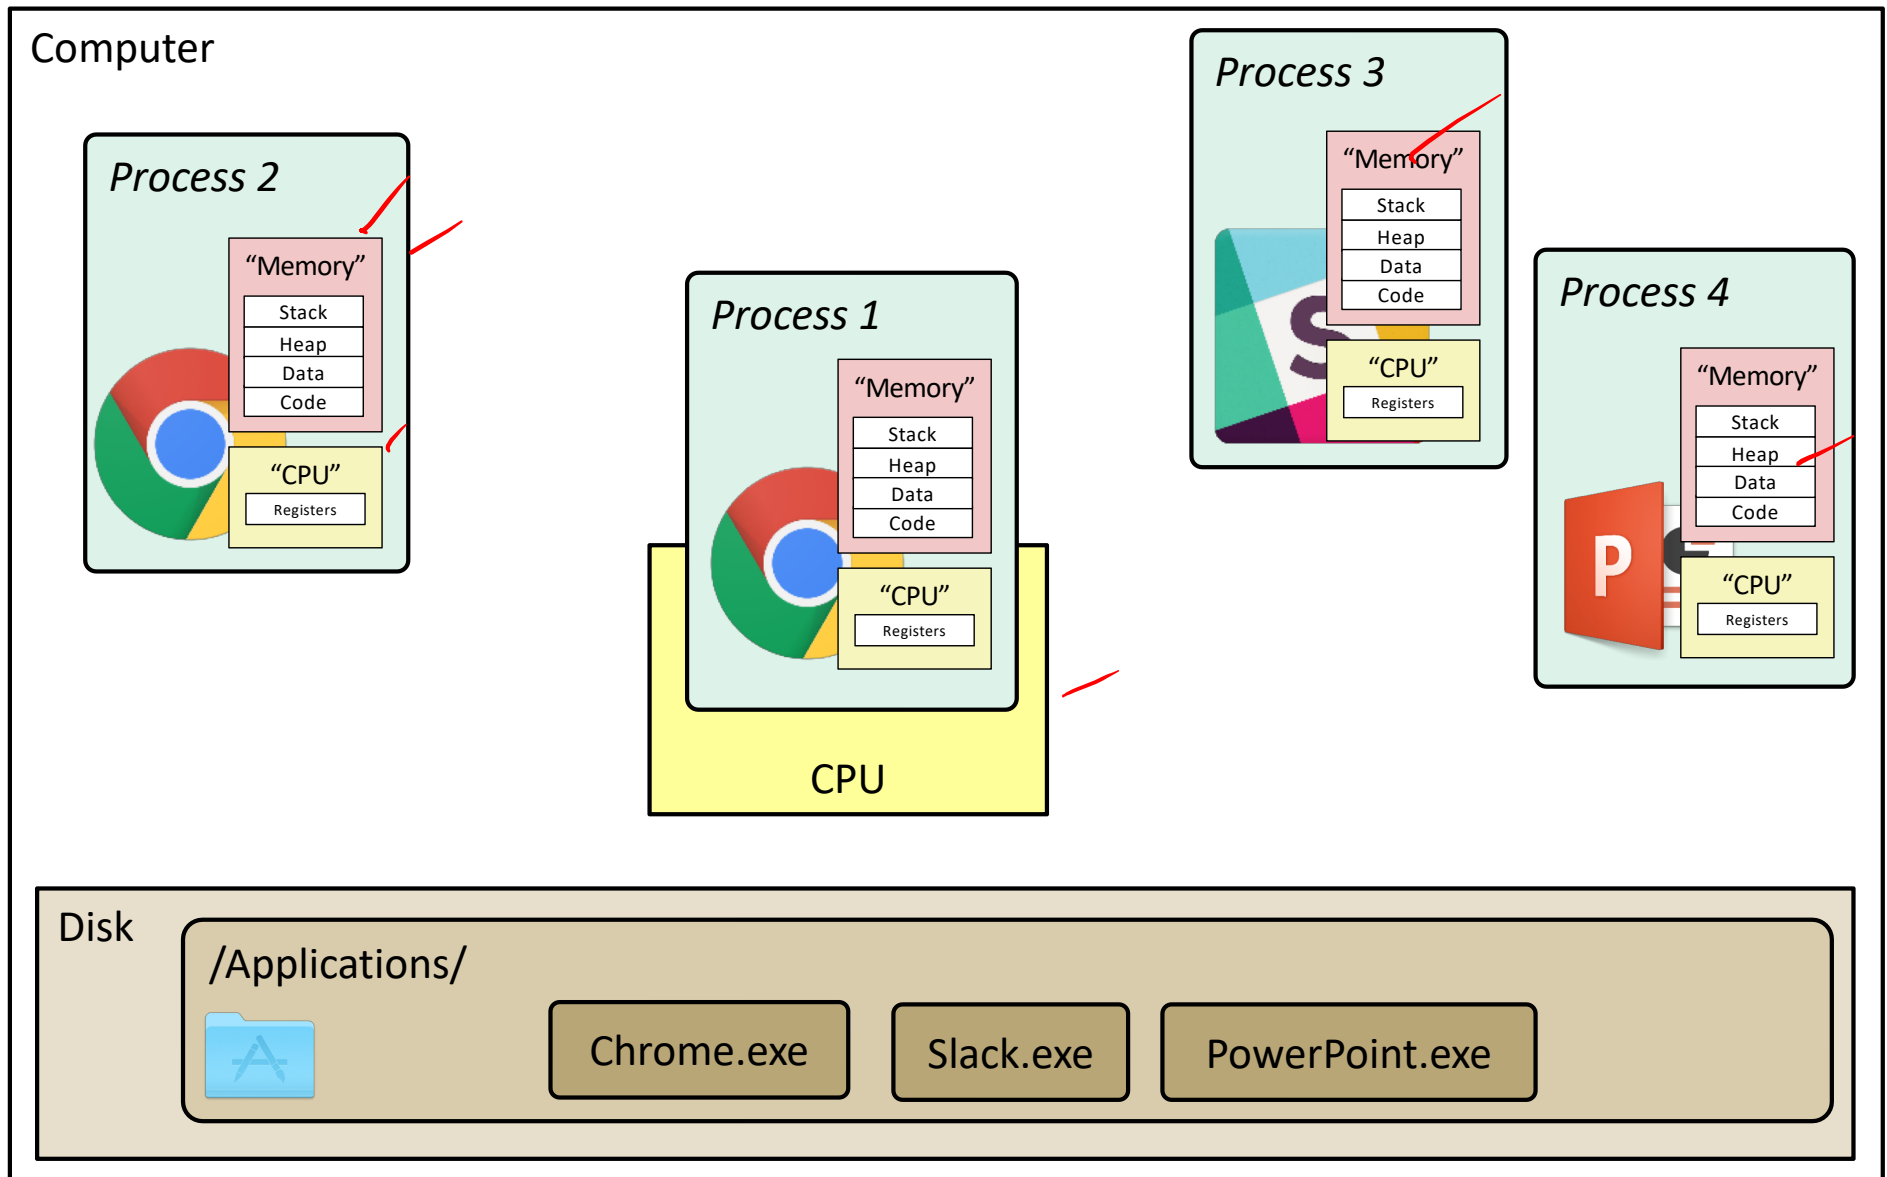 Computer
Process 2
“Memory”
Stack
Heap
Data
Code
“CPU”
Registers
Process 1
“Memory”
Stack
Heap
Data
Code
“CPU”
Registers
CPU
Process 3
“Memory”
Stack
Heap
Data
Code
“CPU”
Registers
S
Process 4
“Memory”
Stack
Heap
Data
Code
“CPU”
Registers
P
Disk
/Applications/
Chrome.exe
Slack.exe
PowerPoint.exe